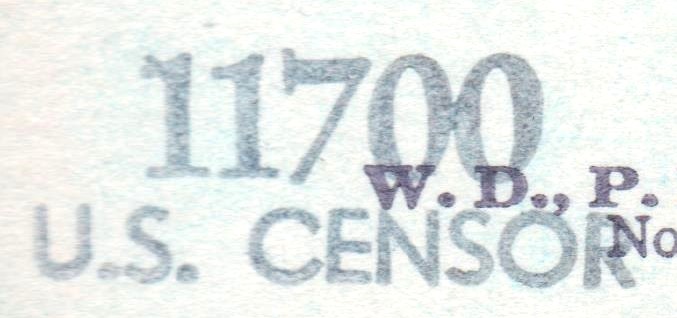 11700
W. D., P.
U.S. CENSOR
No